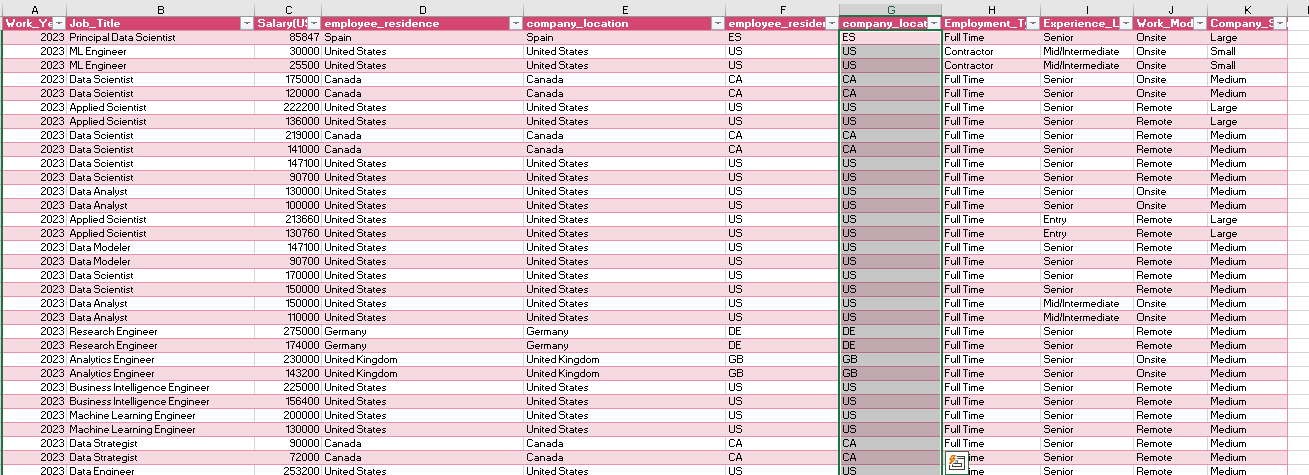 A B C D E F G H I J K
Work_Ye Job_Title Salary(US employee_residence company_location employee_resider company_locat Employment_T Experience_L Work_Mod Company_S
2023 Principal Data Scientist 85847 Spain Spain ES ES Full Time Senior Onsite Large
2023 ML Engineer 30000 United States United States US US Contractor Mid/Intermediate Onsite Small
2023 ML Engineer 25500 United States United States US US Contractor Mid/Intermediate Onsite Small
2023 Data Scientist 175000 Canada Canada CA CA Full Time Senior Onsite Medium
2023 Data Scientist 120000 Canada Canada CA CA Full Time Senior Onsite Medium
2023 Applied Scientist 222200 United States United States US US Full Time Senior Remote Large
2023 Applied Scientist 136000 United States United States US US Full Time Senior Remote Large
2023 Data Scientist 219000 Canada Canada CA CA Full Time Senior Remote Medium
2023 Data Scientist 141000 Canada Canada CA CA Full Time Senior Remote Medium
2023 Data Scientist 147100 United States United States US US Full Time Senior Remote Medium
2023 Data Scientist 90700 United States United States US US Full Time Senior Remote Medium
2023 Data Analyst 130000 United States United States US US Full Time Senior Onsite Medium
2023 Data Analyst 100000 United States United States US US Full Time Senior Onsite Medium
2023 Applied Scientist 213660 United States United States US US Full Time Entry Remote Large
2023 Applied Scientist 130760 United States United States US US Full Time Entry Remote Large
2023 Data Modeler 147100 United States United States US US Full Time Senior Remote Medium
2023 Data Modeler 90700 United States United States US US Full Time Senior Remote Medium
2023 Data Scientist 170000 United States United States US US Full Time Senior Remote Medium
2023 Data Scientist 150000 United States United States US US Full Time Senior Remote Medium
2023 Data Analyst 150000 United States United States US US Full Time Mid/Intermediate Onsite Medium
2023 Data Analyst 110000 United States United States US US Full Time Mid/Intermediate Onsite Medium
2023 Research Engineer 275000 Germany Germany DE DE Full Time Senior Remote Medium
2023 Research Engineer 174000 Germany Germany DE DE Full Time Senior Remote Medium
2023 Analytics Engineer 230000 United Kingdom United Kingdom GB GB Full Time Senior Onsite Medium
2023 Analytics Engineer 143200 United Kingdom United Kingdom GB GB Full Time Senior Onsite Medium
2023 Business Intelligence Engineer 225000 United States United States US US Full Time Senior Remote Medium
2023 Business Intelligence Engineer 156400 United States United States US US Full Time Senior Remote Medium
2023 Machine Learning Engineer 200000 United States United States US US Full Time Senior Remote Medium
2023 Machine Learning Engineer 130000 United States United States US US Full Time Senior Remote Medium
2023 Data Strategist 90000 Canada Canada CA CA Full Time Senior Remote Medium
2023 Data Strategist 72000 Canada Canada CA CA me Senior Remote Medium
2023 Data Engineer 253200 United States United States US US me Senior Remote Medium